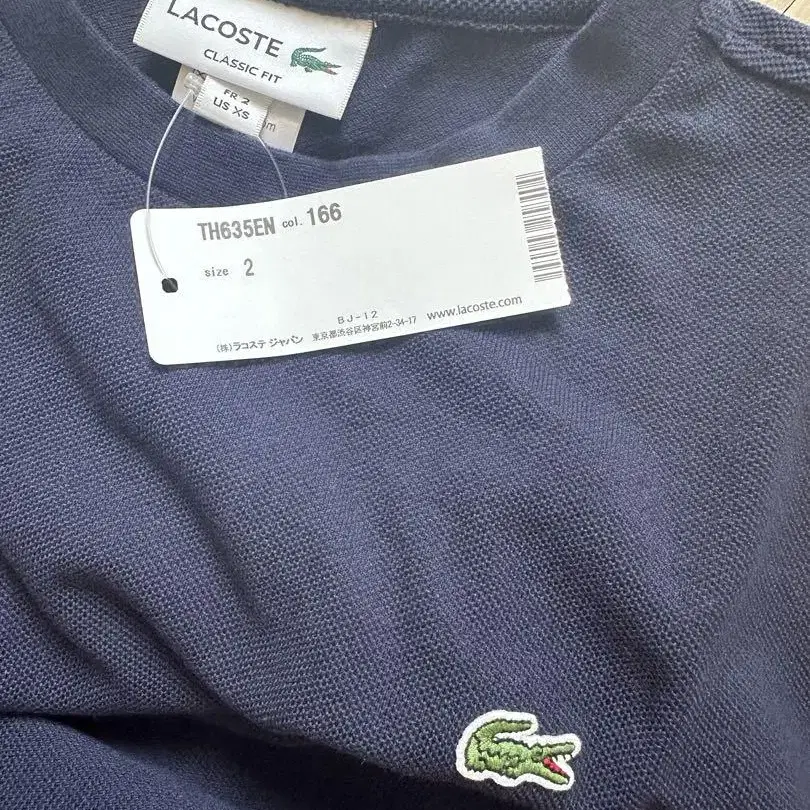 LACOSTE
CLASSIC FIT
FR 2
US XS
TH635EN col. 166
size 2
BJ-12
(株)ラコステ ジャパン 東京都渋谷区神宮前2-34-17 www.lacoste.com